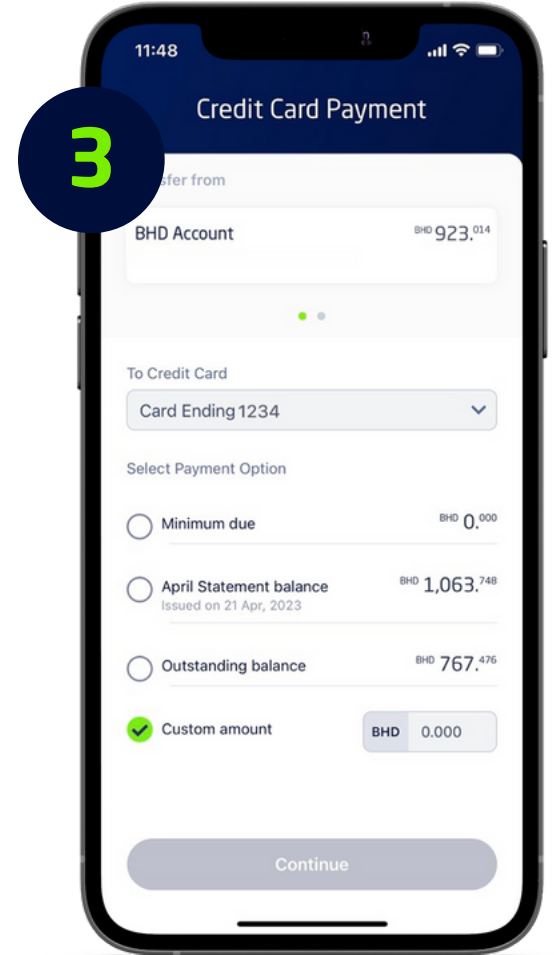 11:48
Credit Card Payment
3
sfer from
BHD Account BHD 923.014
To Credit Card
Card Ending 1234
Select Payment Option
Minimum due BHD 0.000
April Statement balance BHD 1,063.748
Issued on 21 Apr, 2023
Outstanding balance BHD 767.476
Custom amount BHD 0.000
Continue